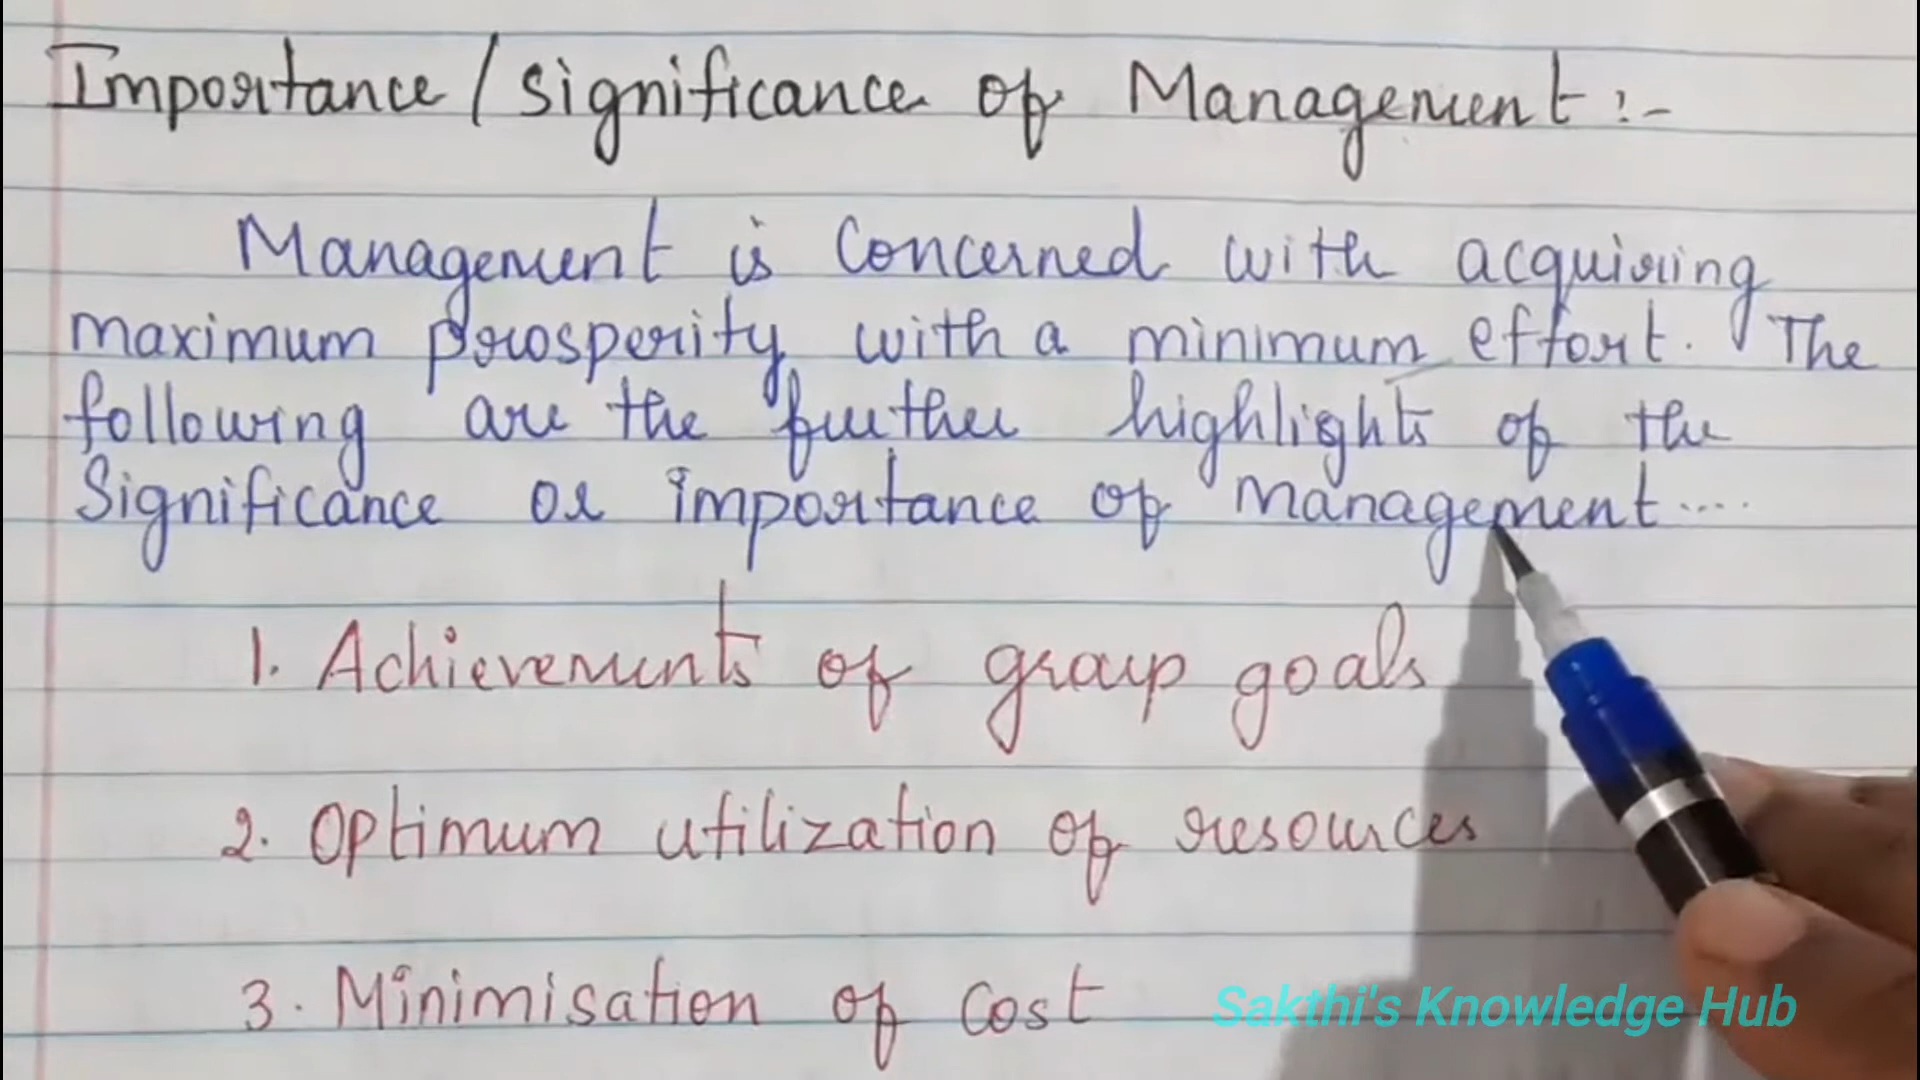 Importance/Significance of Management:-
Management is Concerned with acquiring
maximum prosperity with a minimum effort. The
following are the further highlights of the
Significance or importance of management....
1. Achievements of group goals
2. Optimum utilization of resources
3. Minimisation of Cost
Sakthi's Knowledge Hub